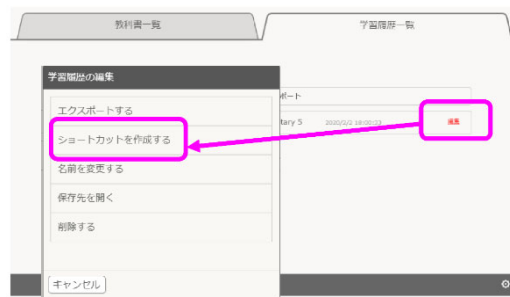 教科書一覧
学習履歴一覧
学習履歴の編集
エクスポートする
ポート
ショートカットを作成する
tary 5 2020/2/2 18:00:23 編集
名前を変更する
保存先を開く
削除する
キャンセル